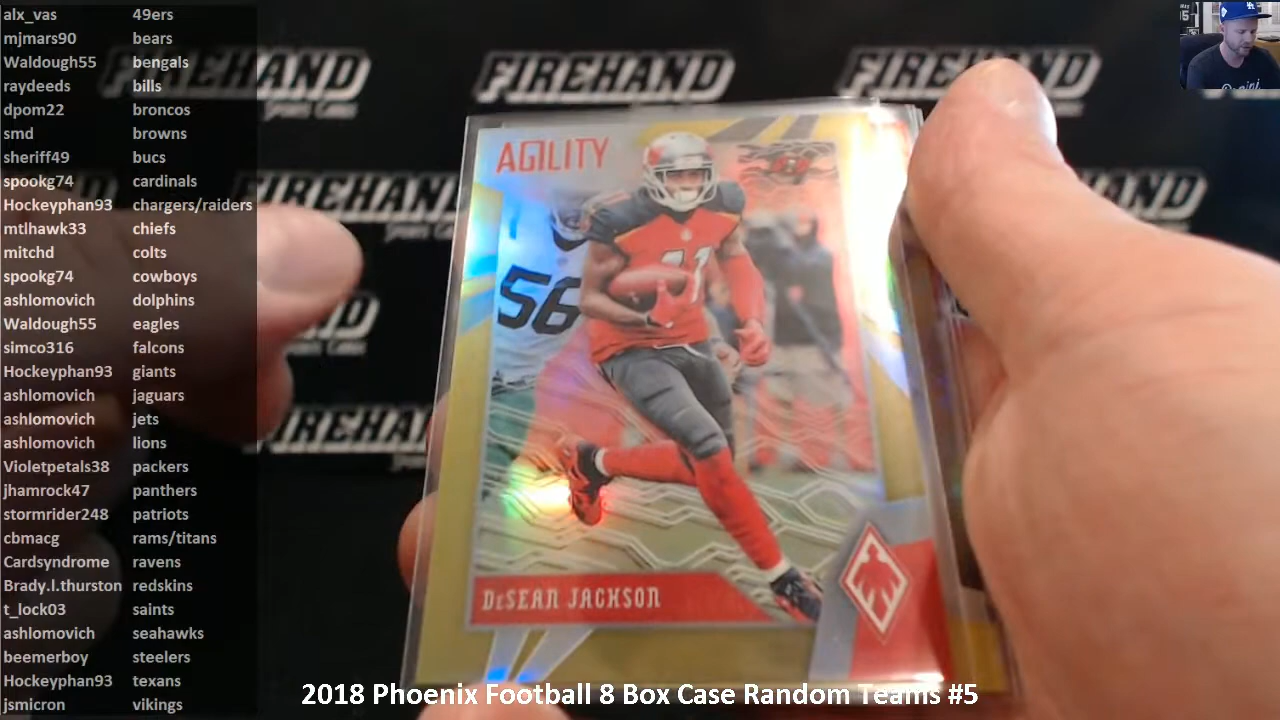 alx_vas 49ers
mjmars90 bears
Waldough55 bengals
raydeeds bills
dpom22 broncos
smd browns
sheriff49 bucs
spookg74 cardinals
Hockeyphan93 chargers/raiders
mtlhawk33 chiefs
mitchd colts
spookg74 cowboys
ashlomovich dolphins
Waldough55 eagles
simco316 falcons
Hockeyphan93 giants
ashlomovich jaguars
ashlomovich jets
ashlomovich lions
Violetpetals38 packers
jhamrock47 panthers
stormrider248 patriots
cbmacg rams/titans
Cardsyndrome ravens
Brady.l.thurston redskins
t_lock03 saints
ashlomovich seahawks
beemerboy steelers
Hockeyphan93 texans
jsmicron vikings
FIREHAND
FIREHAND
FIREHAND
AGILITY
56
11
DeSEAN JACKSON
2018 Phoenix Football 8 Box Case Random Teams #5